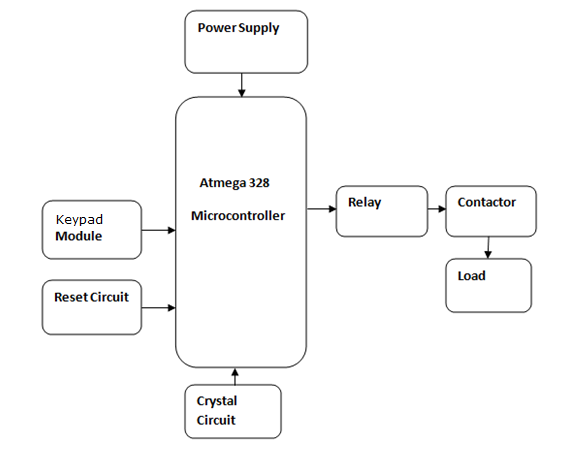 Power Supply
Atmega 328
Microcontroller
Keypad
Module
Reset Circuit
Relay
Contactor
Load
Crystal
Circuit